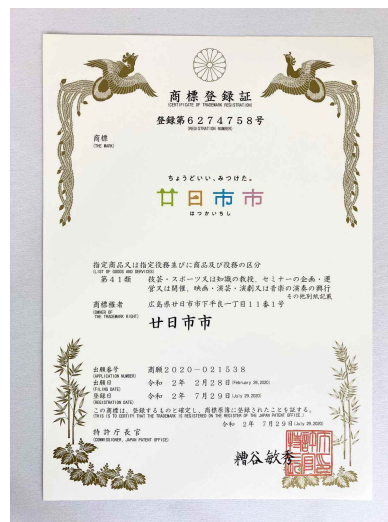 商標登録証
(CERTIFICATE OF TRADEMARK REGISTRATION)
登録第6274758号
(REGISTRATION NUMBER)
商標
(THE MARK)
ちょうどいい、みつけた。
廿日市市
はつかいちし
指定商品又は指定役務並びに商品及び役務の区分
(LIST OF GOODS AND SERVICES)
第41類 技芸・スポーツ又は知識の教授，セミナーの企画・運
営又は開催，映画・演芸・演劇又は音楽の演奏の興行
その他別紙記載
商標権者 広島県廿日市市下平良一丁目11番1号
(OWNER OF THE TRADEMARK RIGHT)
廿日市市
出願番号 商願2020-021538
(APPLICATION NUMBER)
出願日 令和 2年 2月28日(February 28,2020)
(FILING DATE)
登録日 令和 2年 7月29日(July 29,2020)
(REGISTRATION DATE)
この商標は、登録するものと確定し、商標原簿に登録されたことを証する。
(THIS IS TO CERTIFY THAT THE TRADEMARK IS REGISTERED ON THE REGISTER OF THE JAPAN PATENT OFFICE.)
令和 2年 7月29日(July 29,2020)
特許庁長官
(COMMISSIONER, JAPAN PATENT OFFICE)
糟谷敏秀